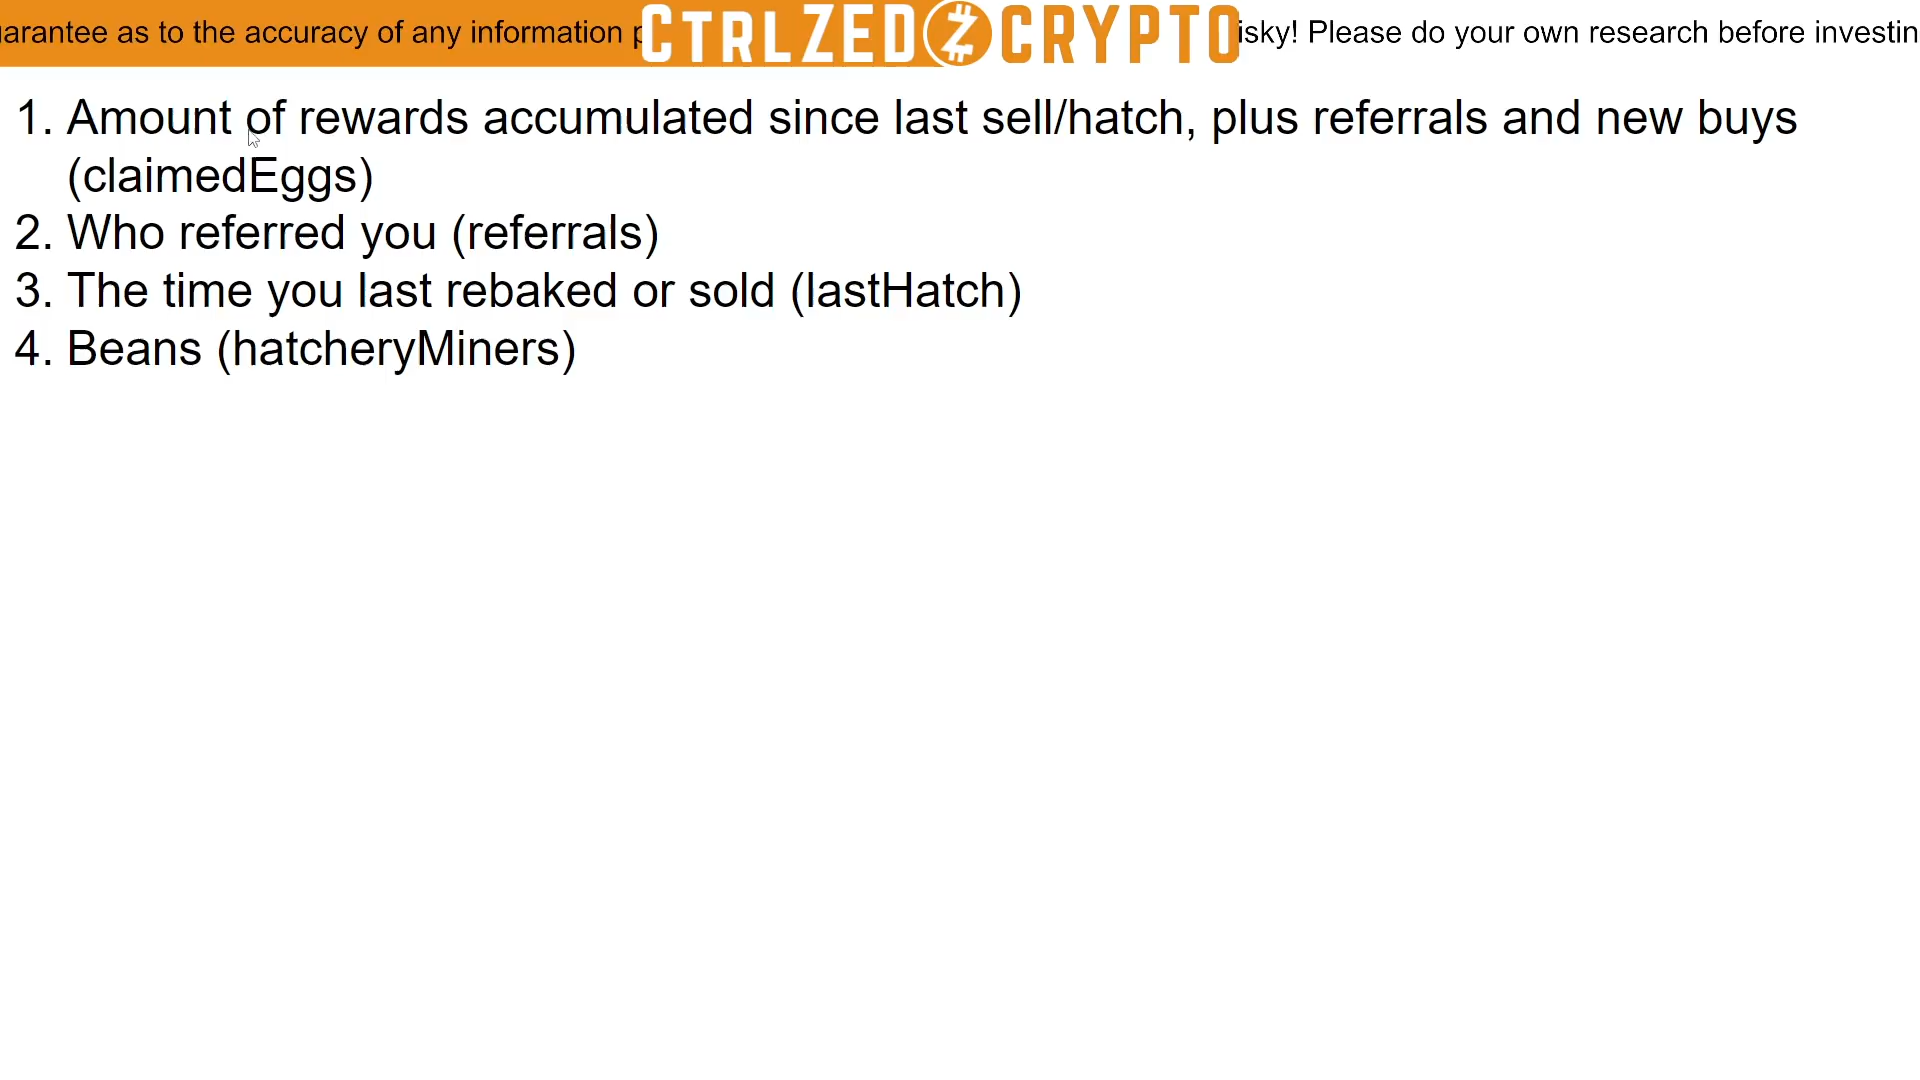 arantee as to the accuracy of any information
CTRLZED CRYPTO
isky! Please do your own research before investin
1. Amount of rewards accumulated since last sell/hatch, plus referrals and new buys
(claimedEggs)
2. Who referred you (referrals)
3. The time you last rebaked or sold (lastHatch)
4. Beans (hatcheryMiners)